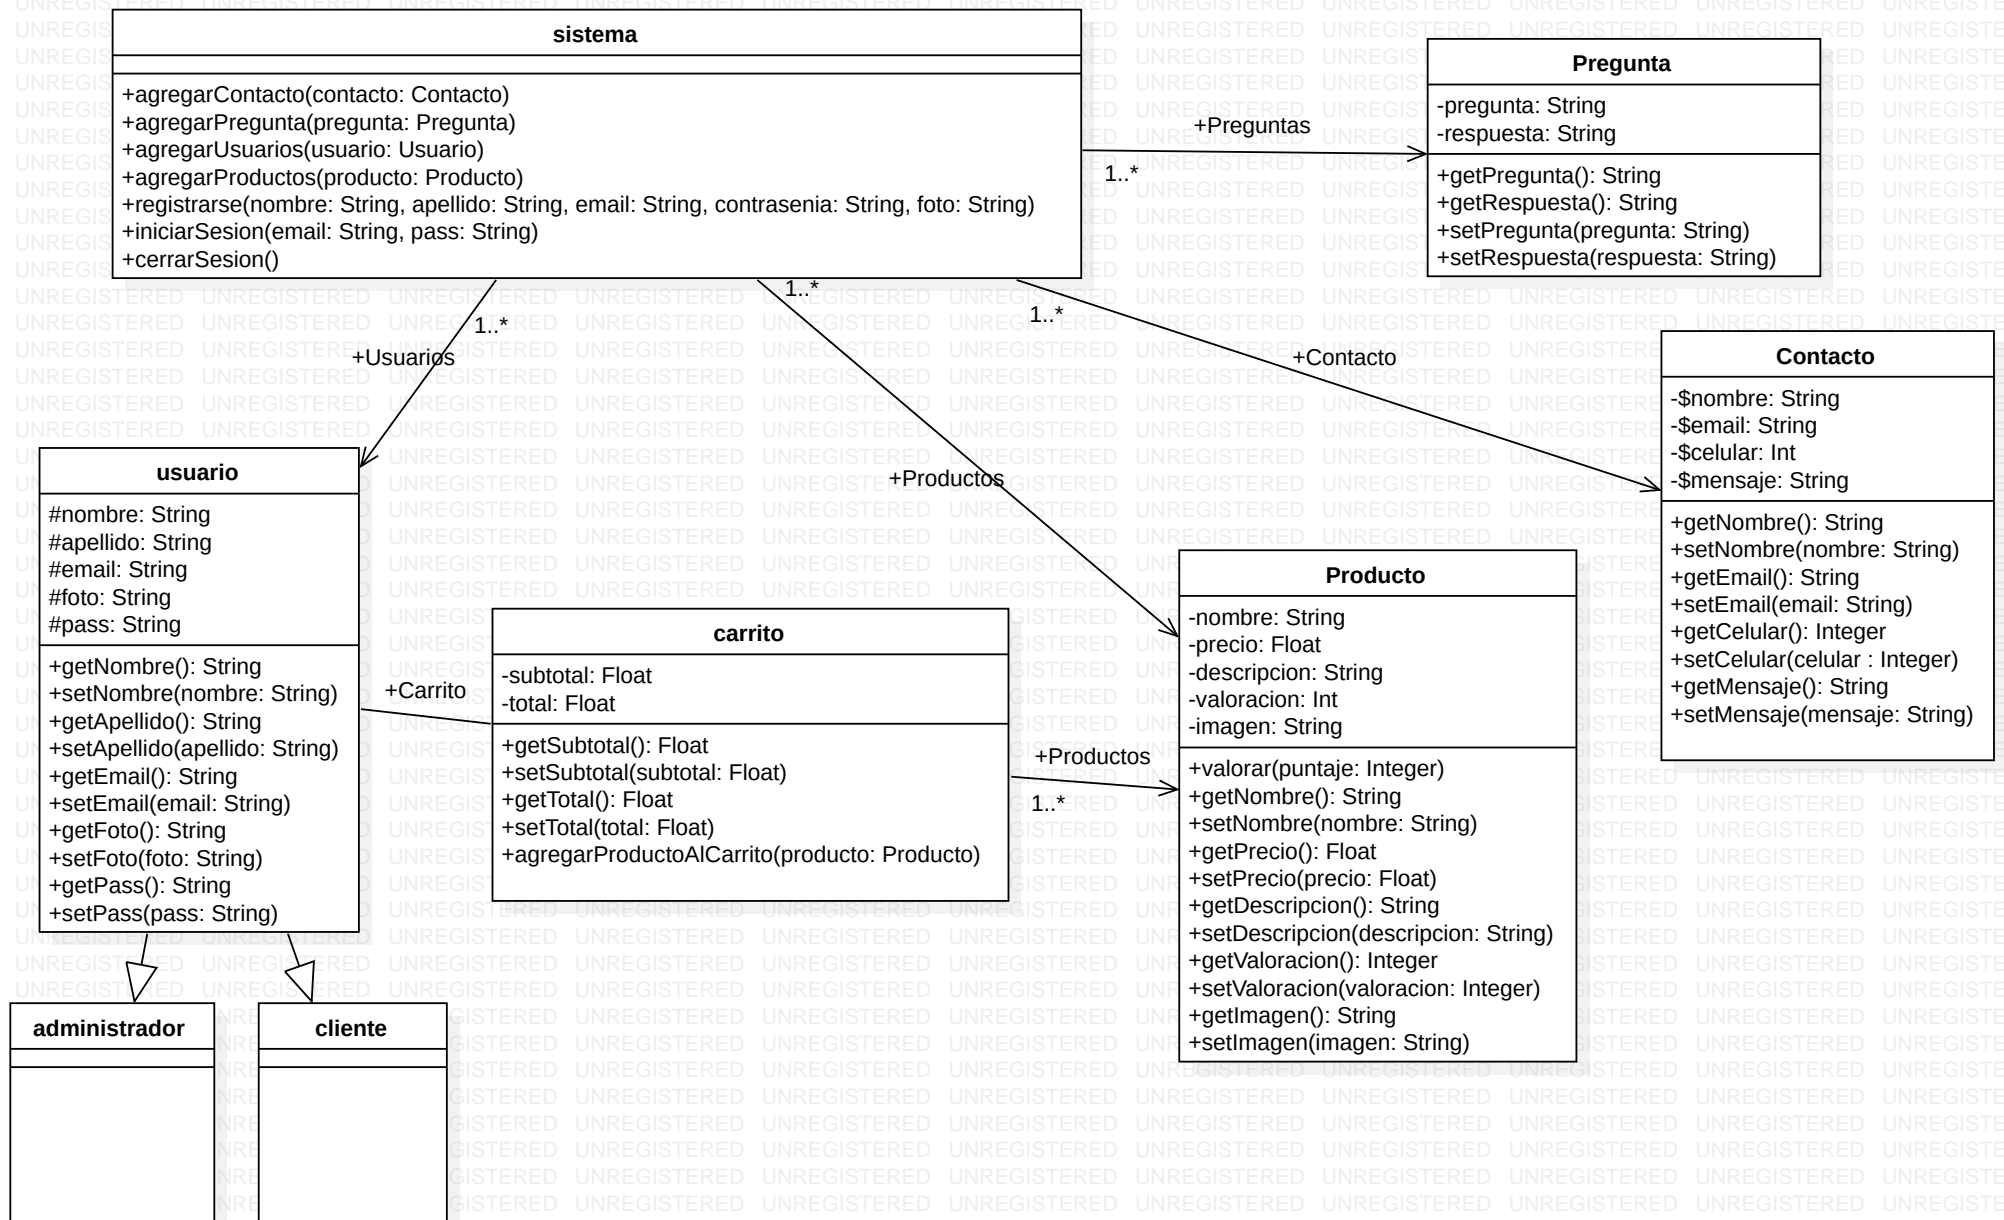 sistema
+agregarContacto(contacto: Contacto)
+agregarPregunta(pregunta: Pregunta)
+agregarUsuarios(usuario: Usuario)
+agregarProductos(producto: Producto)
+registrarse(nombre: String, apellido: String, email: String, contrasenia: String, foto: String)
+iniciarSesion(email: String, pass: String)
+cerrarSesion()
+Preguntas
1..*
Pregunta
-pregunta: String
-respuesta: String
+getPregunta(): String
+getRespuesta(): String
+setPregunta(pregunta: String)
+setRespuesta(respuesta: String)
1..*
+Usuarios
1..*
+Productos
1..*
+Contacto
Contacto
-$nombre: String
-$email: String
-$celular: Int
-$mensaje: String
+getNombre(): String
+setNombre(nombre: String)
+getEmail(): String
+setEmail(email: String)
+getCelular(): Integer
+setCelular(celular : Integer)
+getMensaje(): String
+setMensaje(mensaje: String)
usuario
#nombre: String
#apellido: String
#email: String
#foto: String
#pass: String
+getNombre(): String
+setNombre(nombre: String)
+getApellido(): String
+setApellido(apellido: String)
+getEmail(): String
+setEmail(email: String)
+getFoto(): String
+setFoto(foto: String)
+getPass(): String
+setPass(pass: String)
+Carrito
carrito
-subtotal: Float
-total: Float
+getSubtotal(): Float
+setSubtotal(subtotal: Float)
+getTotal(): Float
+setTotal(total: Float)
+agregarProductoAlCarrito(producto: Producto)
+Productos
1..*
Producto
-nombre: String
-precio: Float
-descripcion: String
-valoracion: Int
-imagen: String
+valorar(puntaje: Integer)
+getNombre(): String
+setNombre(nombre: String)
+getPrecio(): Float
+setPrecio(precio: Float)
+getDescripcion(): String
+setDescripcion(descripcion: String)
+getValoracion(): Integer
+setValoracion(valoracion: Integer)
+getImagen(): String
+setImagen(imagen: String)
administrador
cliente
UNREGISTERED